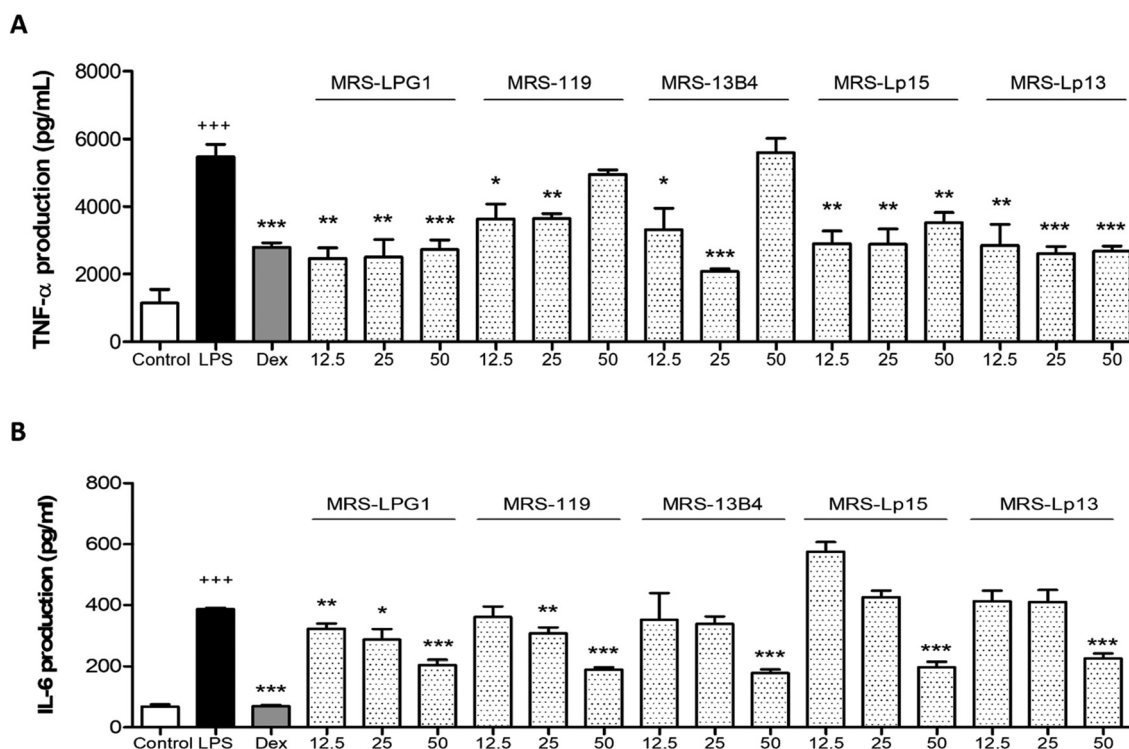 A
TNF-α production (pg/mL)
8000
6000
4000
2000
0
MRS-LPG1 MRS-119 MRS-13B4 MRS-Lp15 MRS-Lp13
+++ *** ** ** *** * ** * *** ** ** ** ** *** ***
Control LPS Dex 12.5 25 50 12.5 25 50 12.5 25 50 12.5 25 50 12.5 25 50
B
IL-6 production (pg/ml)
800
600
400
200
0
MRS-LPG1 MRS-119 MRS-13B4 MRS-Lp15 MRS-Lp13
+++ *** ** * *** ** *** *** *** ***
Control LPS Dex 12.5 25 50 12.5 25 50 12.5 25 50 12.5 25 50 12.5 25 50